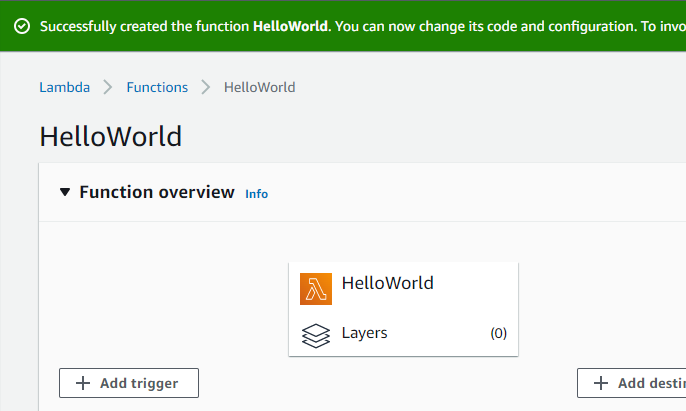 Successfully created the function HelloWorld. You can now change its code and configuration. To invo
Lambda > Functions > HelloWorld
HelloWorld
Function overview Info
HelloWorld
Layers (0)
+ Add trigger
+ Add destin